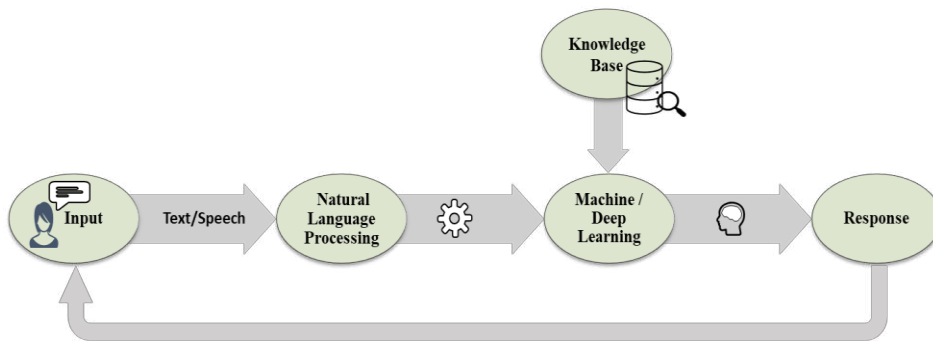 Knowledge
Base
Input
Text/Speech
Natural
Language
Processing
Machine /
Deep
Learning
Response